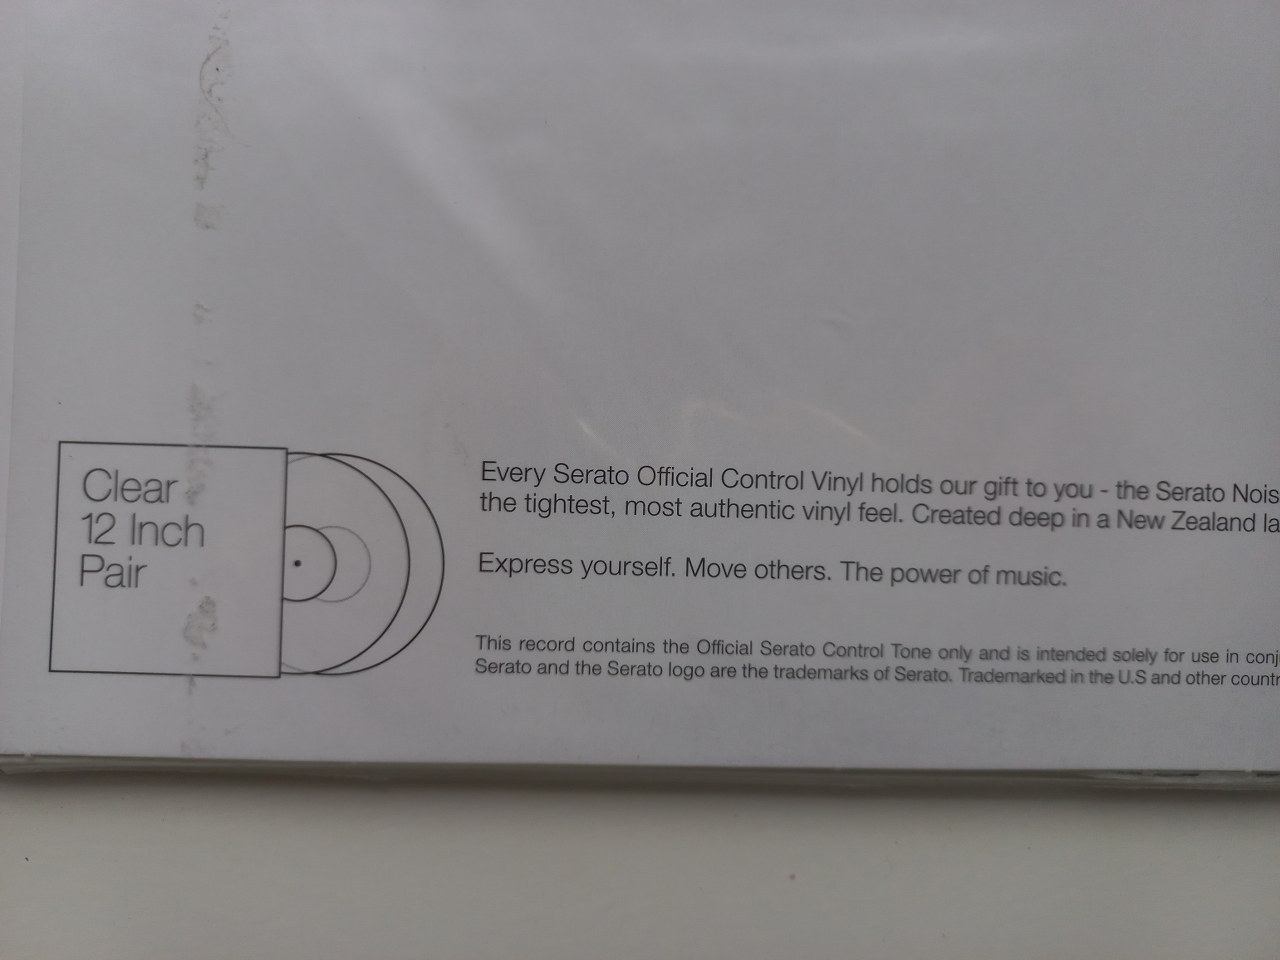 Clear
12 Inch
Pair
Every Serato Official Control Vinyl holds our gift to you - the Serato Nois
the tightest, most authentic vinyl feel. Created deep in a New Zealand la
Express yourself. Move others. The power of music.
This record contains the Official Serato Control Tone only and is intended solely for use in conj
Serato and the Serato logo are the trademarks of Serato. Trademarked in the U.S and other countr